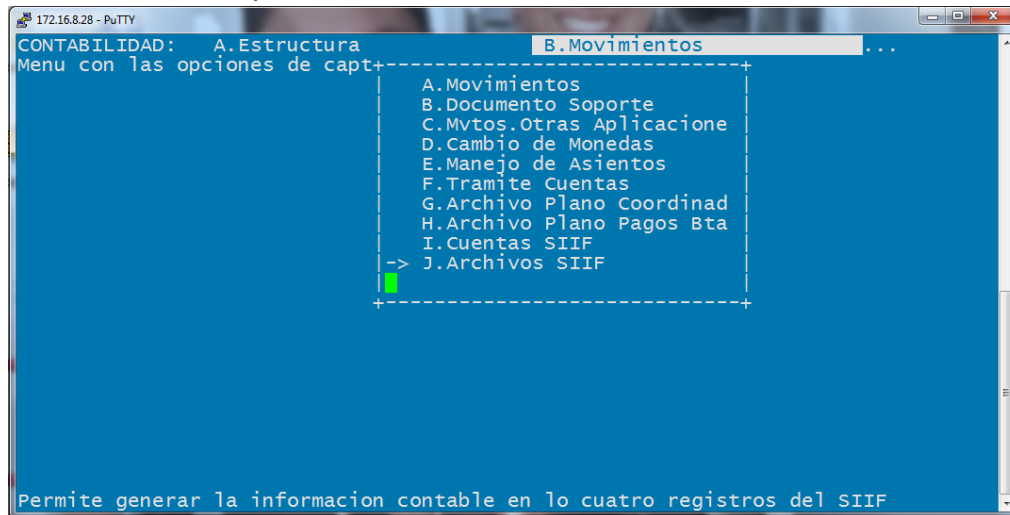 172.16.8.28 - PuTTY
CONTABILIDAD: A.Estructura B.Movimientos ...
Menu con las opciones de capt
A.Movimientos
B.Documento Soporte
C.Mvtos.Otras Aplicacione
D.Cambio de Monedas
E.Manejo de Asientos
F.Tramite Cuentas
G.Archivo Plano Coordinad
H.Archivo Plano Pagos Bta
I.Cuentas SIIF
-> J.Archivos SIIF
Permite generar la informacion contable en lo cuatro registros del SIIF